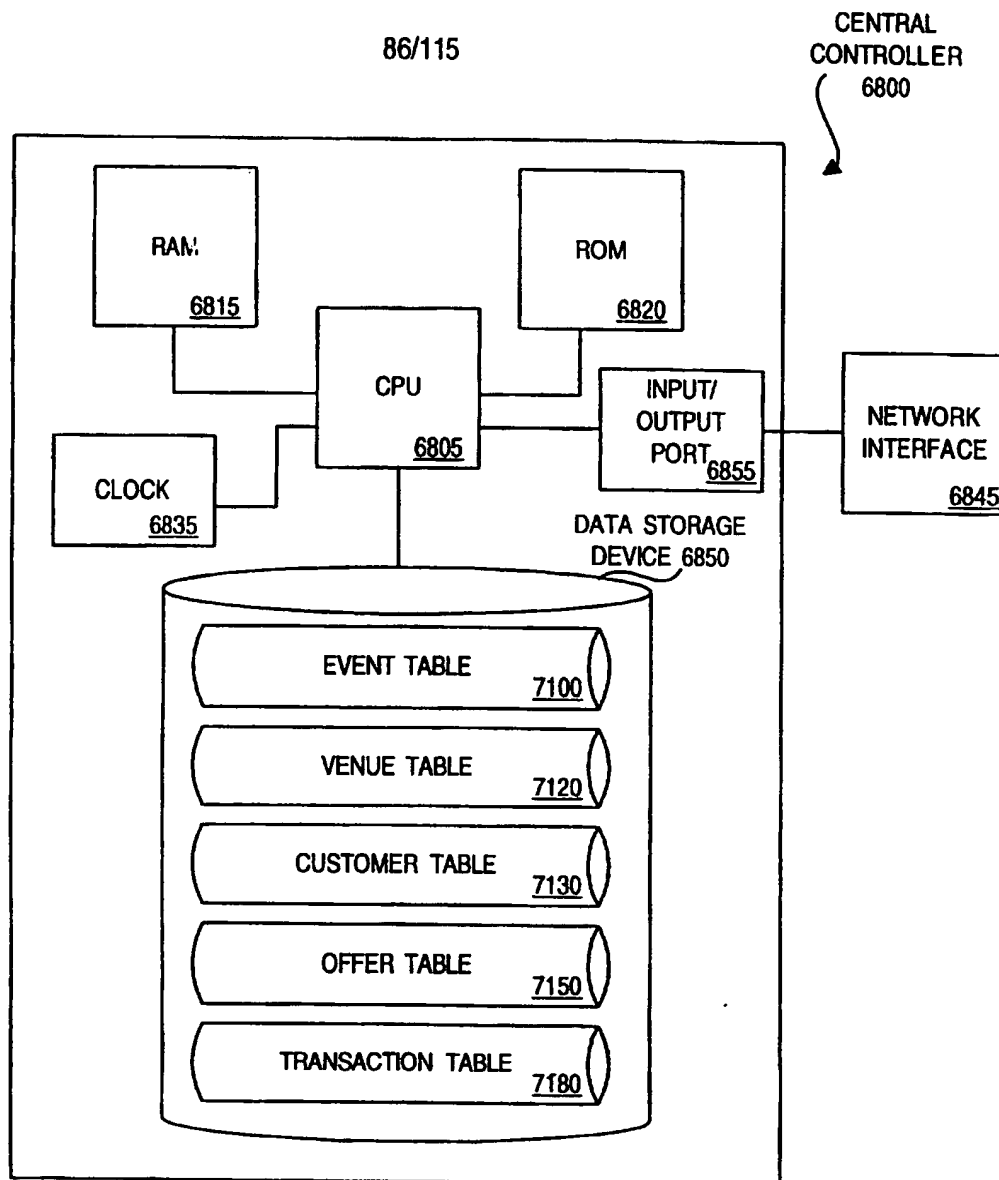 86/115
CENTRAL
CONTROLLER
6800
RAM
6815
ROM
6820
CPU
6805
INPUT/
OUTPUT
PORT
6855
NETWORK
INTERFACE
6845
CLOCK
6835
DATA STORAGE
DEVICE 6850
EVENT TABLE
7100
VENUE TABLE
7120
CUSTOMER TABLE
7130
OFFER TABLE
7150
TRANSACTION TABLE
7180